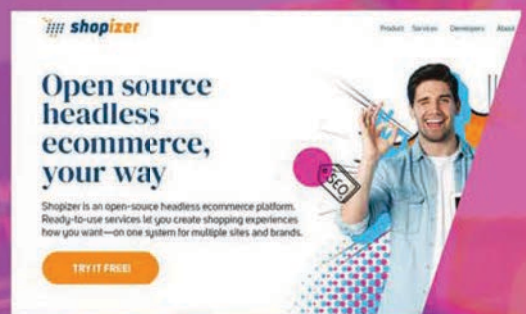 shopizer
Product Services Developers About
Open source
headless
ecommerce,
your way
Shopizer is an open-souce headless ecommerce platform.
Ready-to-use services let you create shopping experiences
how you want—on one system for multiple sites and brands.
SEO
TRY IT FREE!